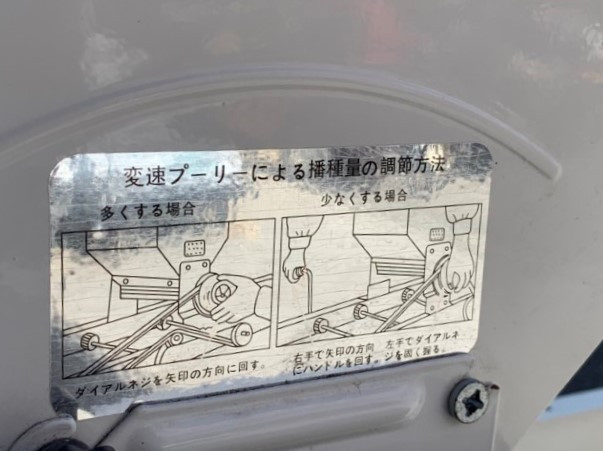 変速プーリーによる播種量の調節方法
多くする場合
少なくする場合
ダイアルネジを矢印の方向に回す。
右手で矢印の方向
にハンドルを回す。
左手でダイアルネ
ジを固く握る。